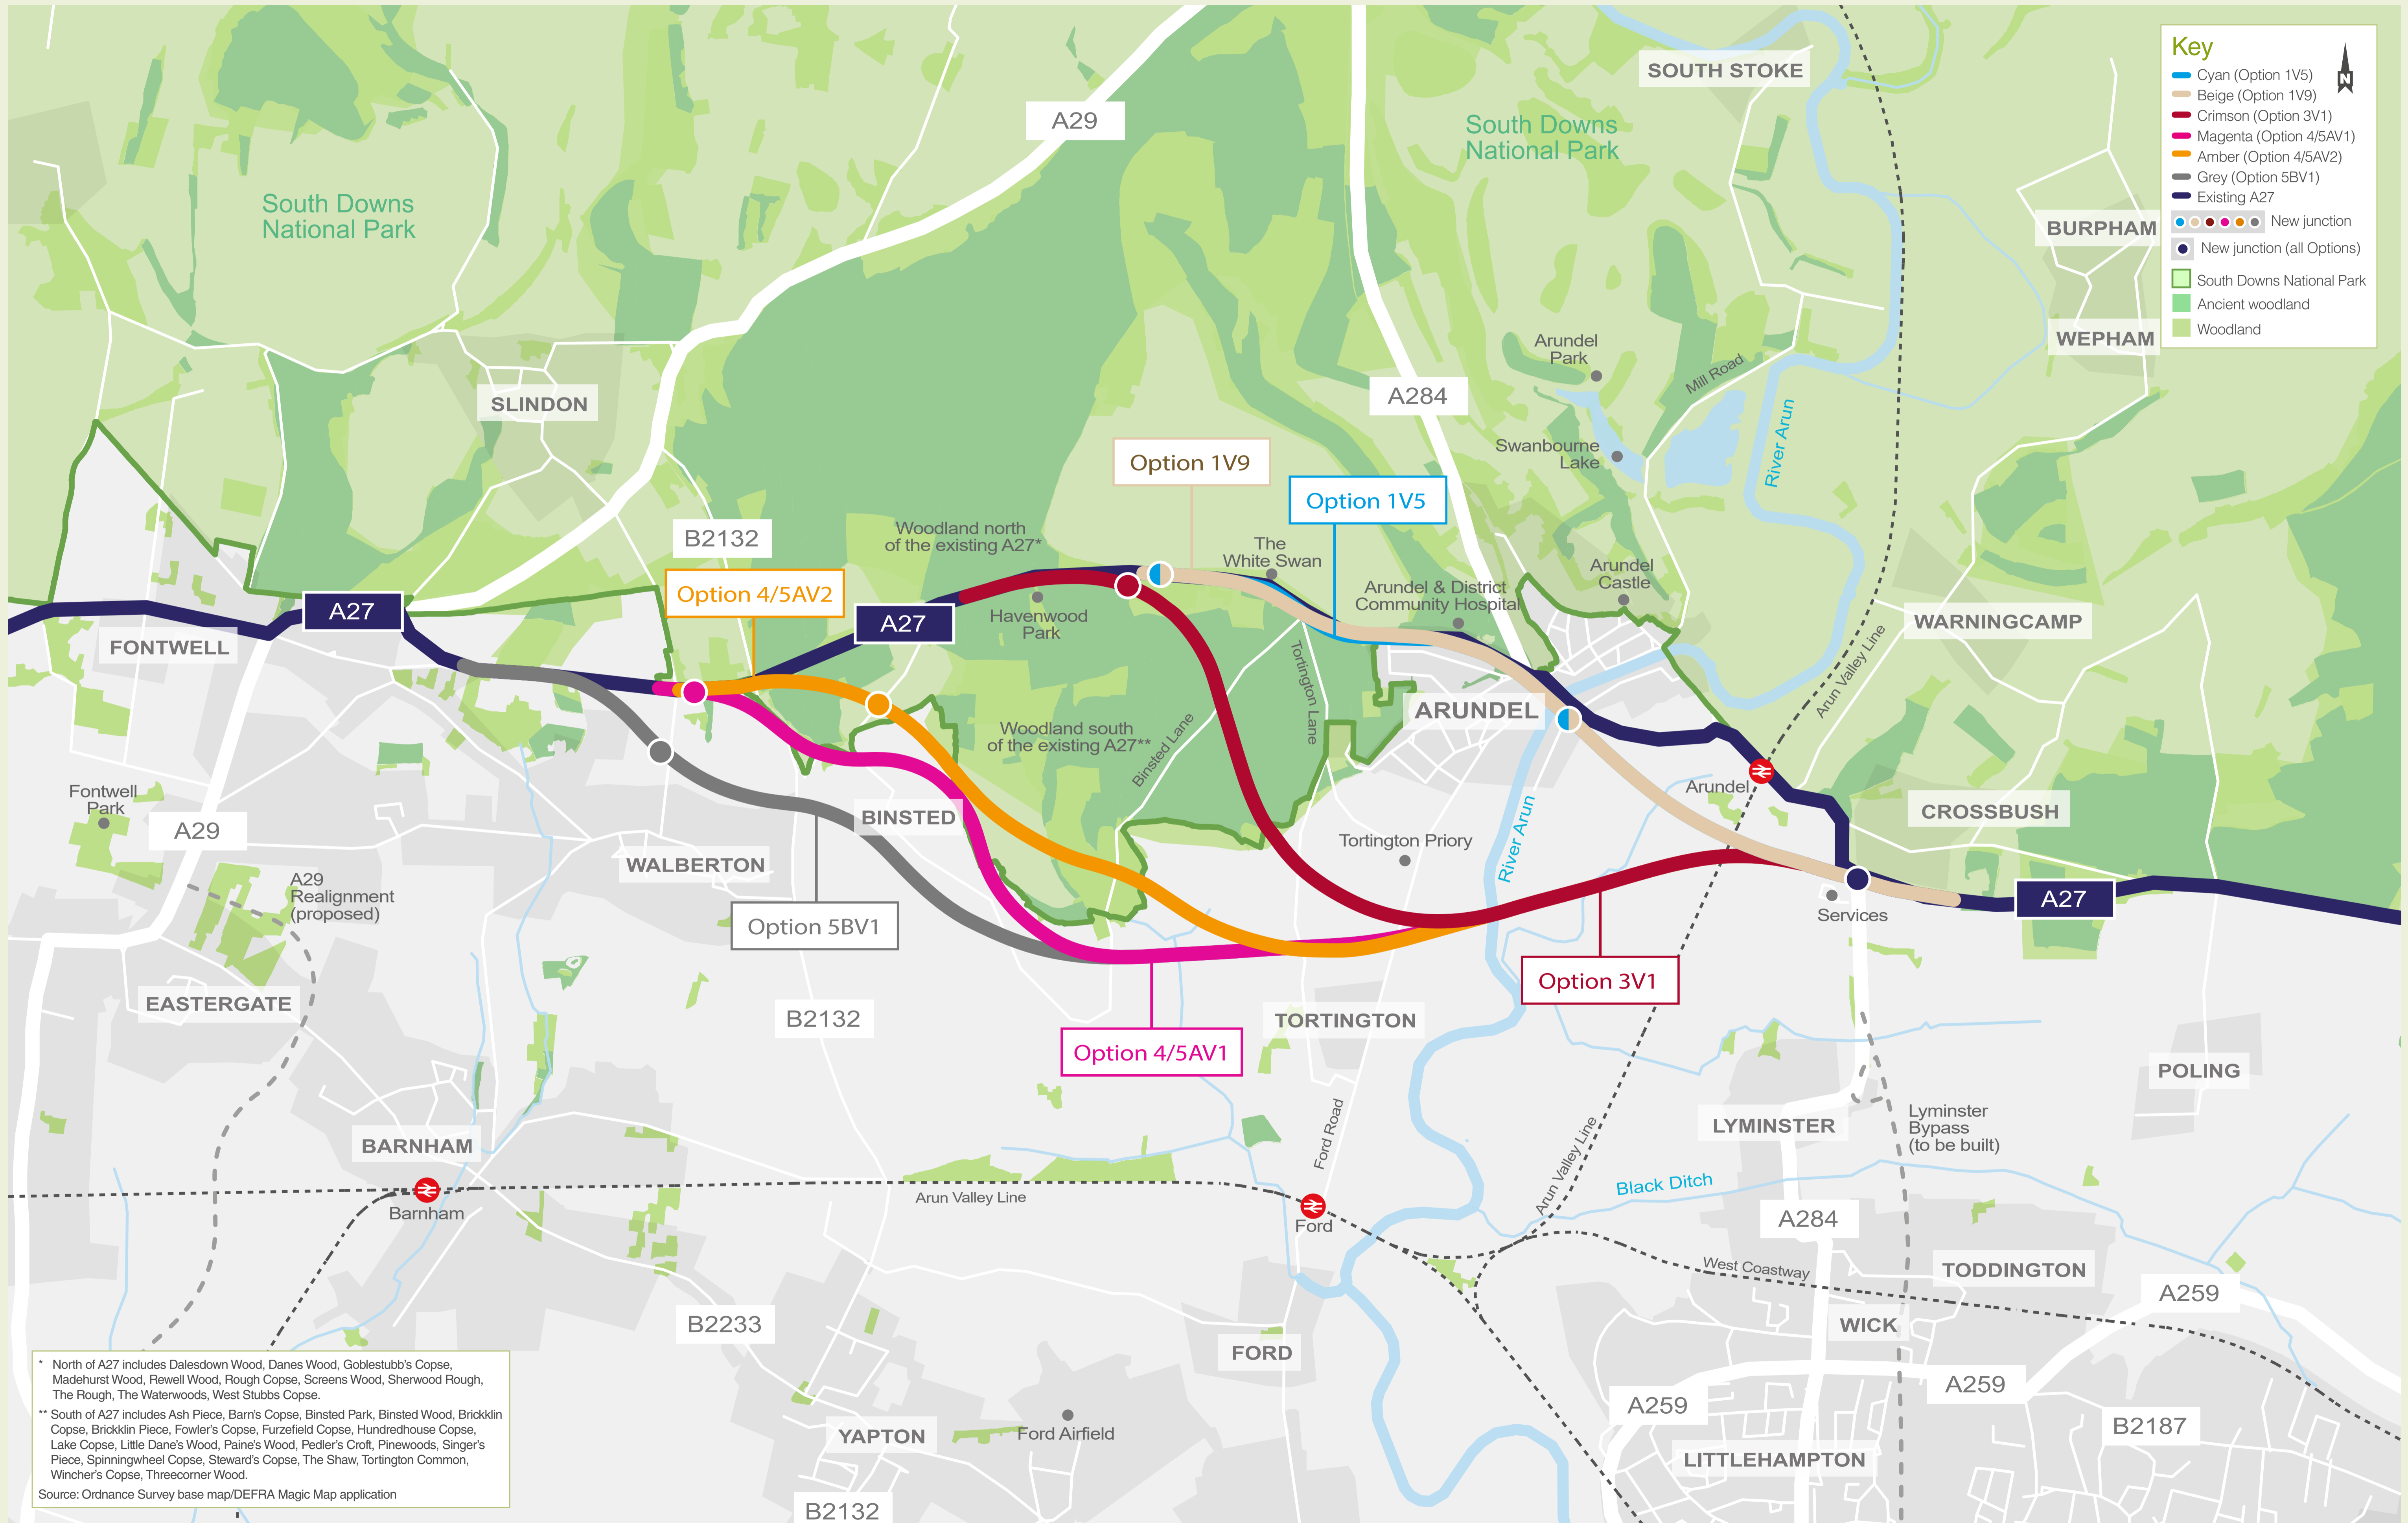 Key
N
Cyan (Option 1V5)
Beige (Option 1V9)
Crimson (Option 3V1)
Magenta (Option 4/5AV1)
Amber (Option 4/5AV2)
Grey (Option 5BV1)
Existing A27
New junction
New junction (all Options)
South Downs National Park
Ancient woodland
Woodland
SOUTH STOKE
A29
South Downs
National Park
South Downs
National Park
BURPHAM
WEPHAM
Arundel
Park
Mill Road
A284
SLINDON
River Arun
Swanbourne
Lake
Option 1V9
Option 1V5
B2132
Woodland north
of the existing A27*
The
White Swan
Arundel & District
Community Hospital
Arundel
Castle
Option 4/5AV2
A27
A27
Havenwood
Park
WARNINGCAMP
FONTWELL
Tortington Lane
Arun Valley Line
ARUNDEL
Woodland south
of the existing A27**
Binsted Lane
Arundel
Fontwell
Park
A29
BINSTED
CROSSBUSH
River Arun
Tortington Priory
WALBERTON
A29
Realignment
(proposed)
A27
Services
Option 5BV1
Option 3V1
EASTERGATE
B2132
TORTINGTON
Option 4/5AV1
POLING
LYMINSTER
Lyminster
Bypass
(to be built)
Ford Road
BARNHAM
Arun Valley Line
Black Ditch
Barnham
Arun Valley Line
Ford
A284
West Coastway
TODDINGTON
A259
B2233
WICK
FORD
A259
A259
Ford Airfield
YAPTON
B2187
LITTLEHAMPTON
B2132
* North of A27 includes Dalesdown Wood, Danes Wood, Goblestubb's Copse,
Madehurst Wood, Rewell Wood, Rough Copse, Screens Wood, Sherwood Rough,
The Rough, The Waterwoods, West Stubbs Copse.
** South of A27 includes Ash Piece, Barn's Copse, Binsted Park, Binsted Wood, Brickklin
Copse, Brickklin Piece, Fowler's Copse, Furzefield Copse, Hundredhouse Copse,
Lake Copse, Little Dane's Wood, Paine's Wood, Pedler's Croft, Pinewoods, Singer's
Piece, Spinningwheel Copse, Steward's Copse, The Shaw, Tortington Common,
Wincher's Copse, Threecorner Wood.
Source: Ordnance Survey base map/DEFRA Magic Map application